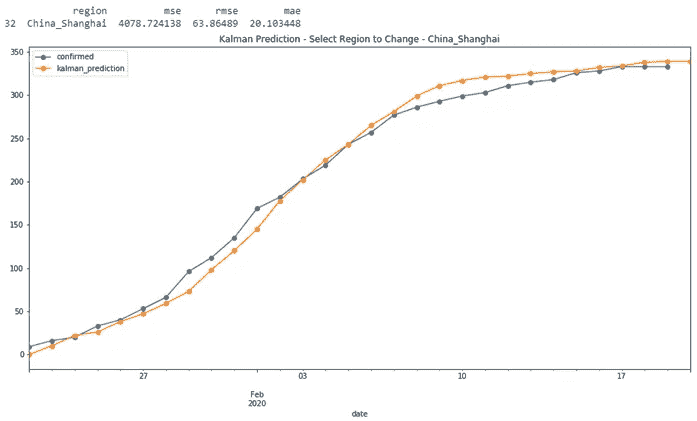 region mse rmse mae
32 China_Shanghai 4078.724138 63.86489 20.103448
Kalman Prediction - Select Region to Change - China_Shanghai
confirmed
kalman_prediction
350
300
250
200
150
100
50
0
27 03 10 17
Feb
2020
date